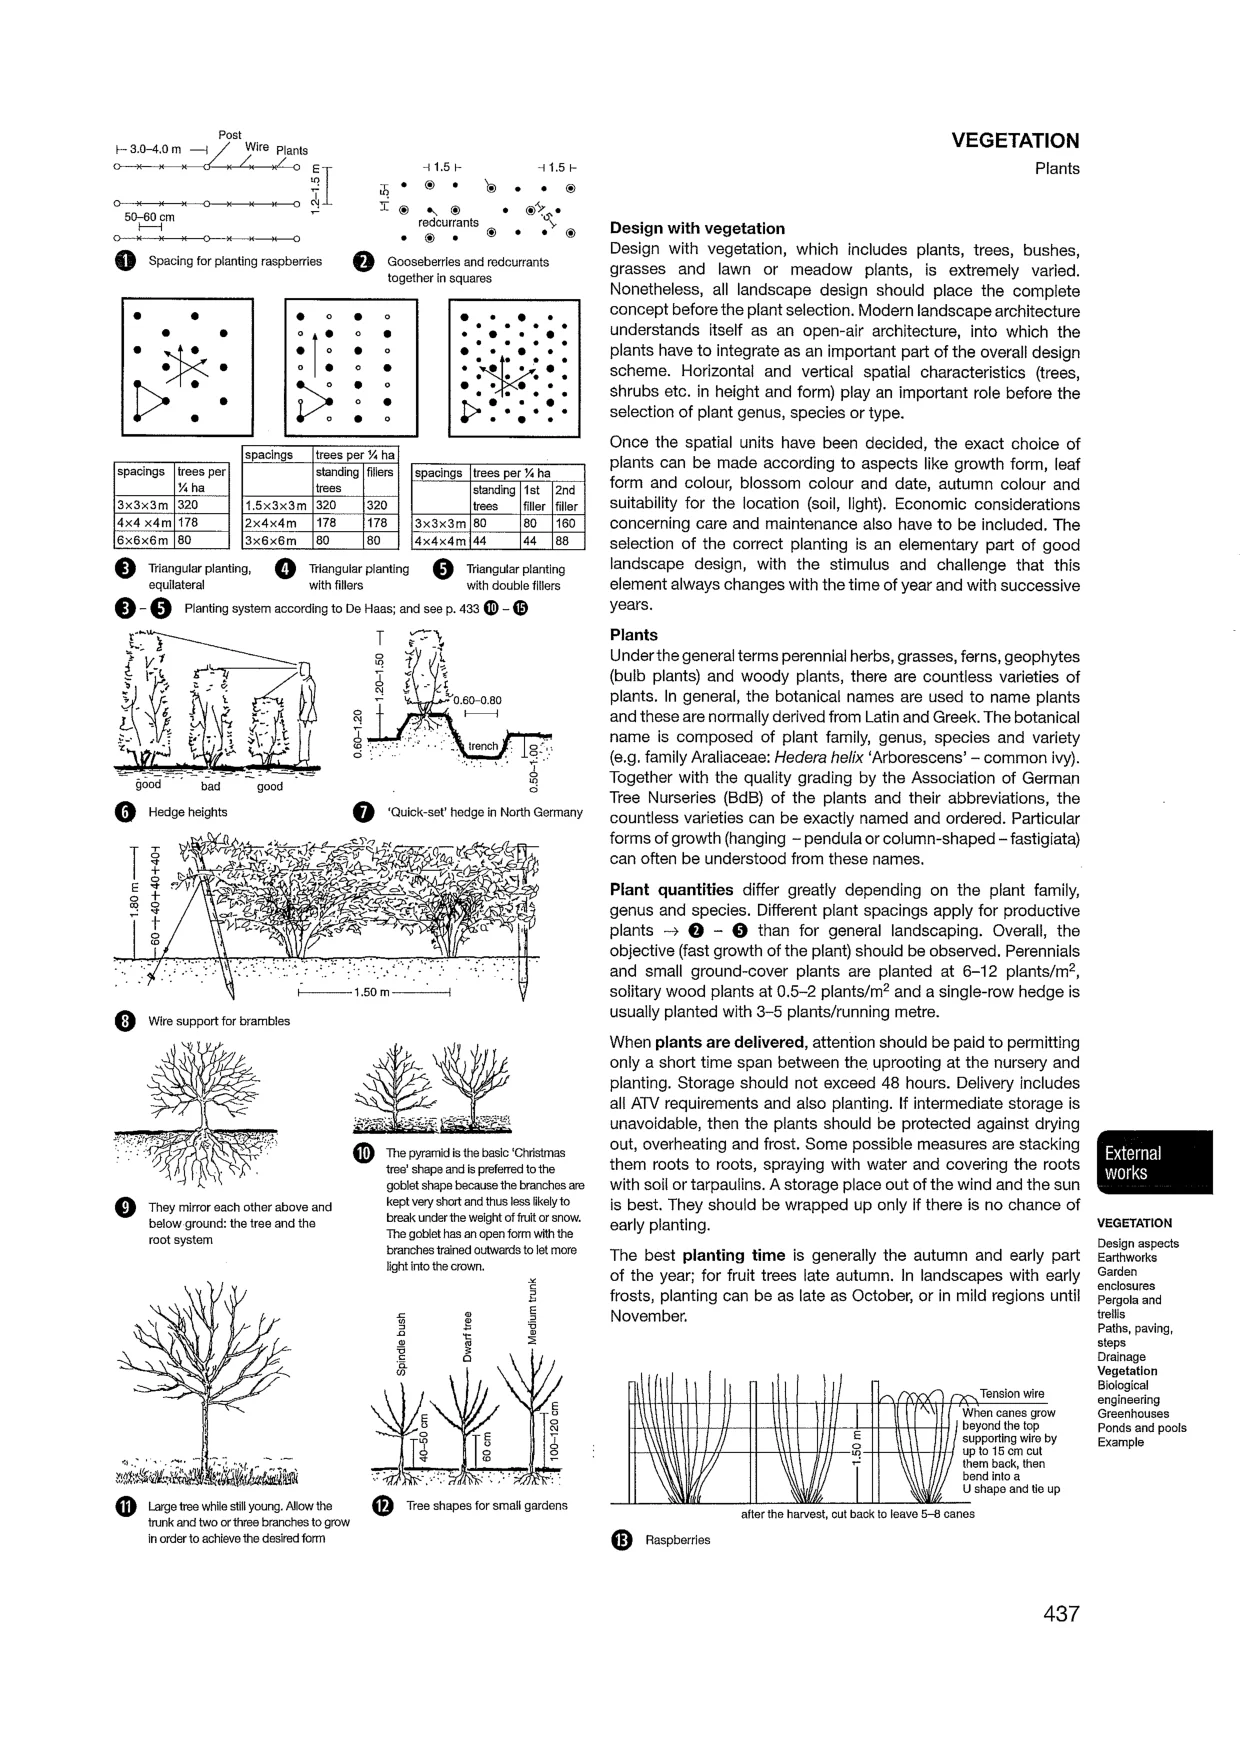 VEGETATION
Plants
Post
3.0–4.0 m
Wire
Plants
1.2–1.5 m
50–60 cm
1 Spacing for planting raspberries
1.5
1.5
1.5
1.5
redcurrants
2 Gooseberries and redcurrants
together in squares
spacings trees per
¼ ha
3x3x3m 320
4x4 x4m 178
6x6x6m 80
spacings trees per ¼ ha
standing fillers
trees
1.5x3x3m 320 320
2x4x4m 178 178
3x6x6m 80 80
spacings trees per ¼ ha
standing 1st 2nd
trees filler filler
3x3x3m 80 80 160
4x4x4m 44 44 88
3 Triangular planting,
equilateral
4 Triangular planting
with fillers
5 Triangular planting
with double fillers
3 – 5 Planting system according to De Haas; and see p. 433 10 – 15
good bad good
6 Hedge heights
1.20–1.50
0.60–1.20
0.60–0.80
trench
0.50–1.00
7 'Quick-set' hedge in North Germany
1.80 m
60+40+40+40
1.50 m
8 Wire support for brambles
9 They mirror each other above and
below ground: the tree and the
root system
10 The pyramid is the basic 'Christmas
tree' shape and is preferred to the
goblet shape because the branches are
kept very short and thus less likely to
break under the weight of fruit or snow.
The goblet has an open form with the
branches trained outwards to let more
light into the crown.
11 Large tree while still young. Allow the
trunk and two or three branches to grow
in order to achieve the desired form
Spindle bush
Dwarf tree
Medium trunk
40–50 cm
60 cm
100–120 cm
12 Tree shapes for small gardens
Design with vegetation
Design with vegetation, which includes plants, trees, bushes,
grasses and lawn or meadow plants, is extremely varied.
Nonetheless, all landscape design should place the complete
concept before the plant selection. Modern landscape architecture
understands itself as an open-air architecture, into which the
plants have to integrate as an important part of the overall design
scheme. Horizontal and vertical spatial characteristics (trees,
shrubs etc. in height and form) play an important role before the
selection of plant genus, species or type.
Once the spatial units have been decided, the exact choice of
plants can be made according to aspects like growth form, leaf
form and colour, blossom colour and date, autumn colour and
suitability for the location (soil, light). Economic considerations
concerning care and maintenance also have to be included. The
selection of the correct planting is an elementary part of good
landscape design, with the stimulus and challenge that this
element always changes with the time of year and with successive
years.
Plants
Under the general terms perennial herbs, grasses, ferns, geophytes
(bulb plants) and woody plants, there are countless varieties of
plants. In general, the botanical names are used to name plants
and these are normally derived from Latin and Greek. The botanical
name is composed of plant family, genus, species and variety
(e.g. family Araliaceae: Hedera helix 'Arborescens' – common ivy).
Together with the quality grading by the Association of German
Tree Nurseries (BdB) of the plants and their abbreviations, the
countless varieties can be exactly named and ordered. Particular
forms of growth (hanging – pendula or column-shaped – fastigiata)
can often be understood from these names.
Plant quantities differ greatly depending on the plant family,
genus and species. Different plant spacings apply for productive
plants → 2 – 5 than for general landscaping. Overall, the
objective (fast growth of the plant) should be observed. Perennials
and small ground-cover plants are planted at 6–12 plants/m²,
solitary wood plants at 0.5–2 plants/m² and a single-row hedge is
usually planted with 3–5 plants/running metre.
When plants are delivered, attention should be paid to permitting
only a short time span between the uprooting at the nursery and
planting. Storage should not exceed 48 hours. Delivery includes
all ATV requirements and also planting. If intermediate storage is
unavoidable, then the plants should be protected against drying
out, overheating and frost. Some possible measures are stacking
them roots to roots, spraying with water and covering the roots
with soil or tarpaulins. A storage place out of the wind and the sun
is best. They should be wrapped up only if there is no chance of
early planting.
The best planting time is generally the autumn and early part
of the year; for fruit trees late autumn. In landscapes with early
frosts, planting can be as late as October, or in mild regions until
November.
Tension wire
When canes grow
beyond the top
supporting wire by
up to 15 cm cut
them back, then
bend into a
U shape and tie up
1.50 m
after the harvest, cut back to leave 5–8 canes
13 Raspberries
External
works
VEGETATION
Design aspects
Earthworks
Garden
enclosures
Pergola and
trellis
Paths, paving,
steps
Drainage
Vegetation
Biological
engineering
Greenhouses
Ponds and pools
Example
437